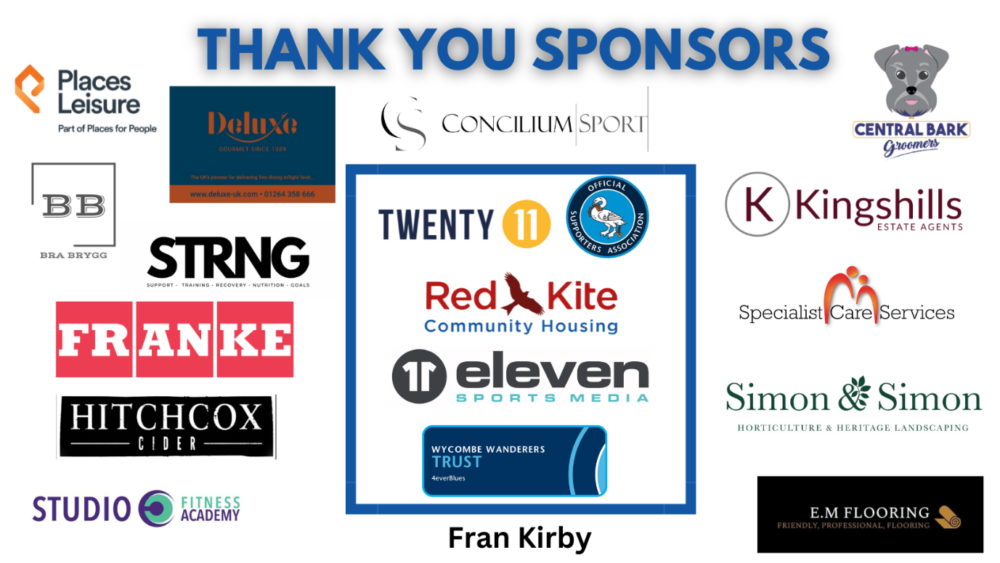 THANK YOU SPONSORS
Places
Leisure
Part of Places for People
Deluxe
GOURMET SINCE 1989
The UK's pioneer for delivering fine dining inflight food...
www.deluxe-uk.com • 01264 358 666
CS
CONCILIUM SPORT
CENTRAL BARK
Groomers
BB
BRA BRYGG
STRNG
SUPPORT - TRAINING - RECOVERY - NUTRITION - GOALS
FRANKE
HITCHCOX
CIDER
STUDIO
FITNESS
ACADEMY
TWENTY 11
OFFICIAL
SUPPORTERS ASSOCIATION
Red Kite
Community Housing
11 eleven
SPORTS MEDIA
WYCOMBE WANDERERS
TRUST
4everBlues
Fran Kirby
K Kingshills
ESTATE AGENTS
Specialist Care Services
Simon & Simon
HORTICULTURE & HERITAGE LANDSCAPING
E.M FLOORING
FRIENDLY, PROFESSIONAL, FLOORING